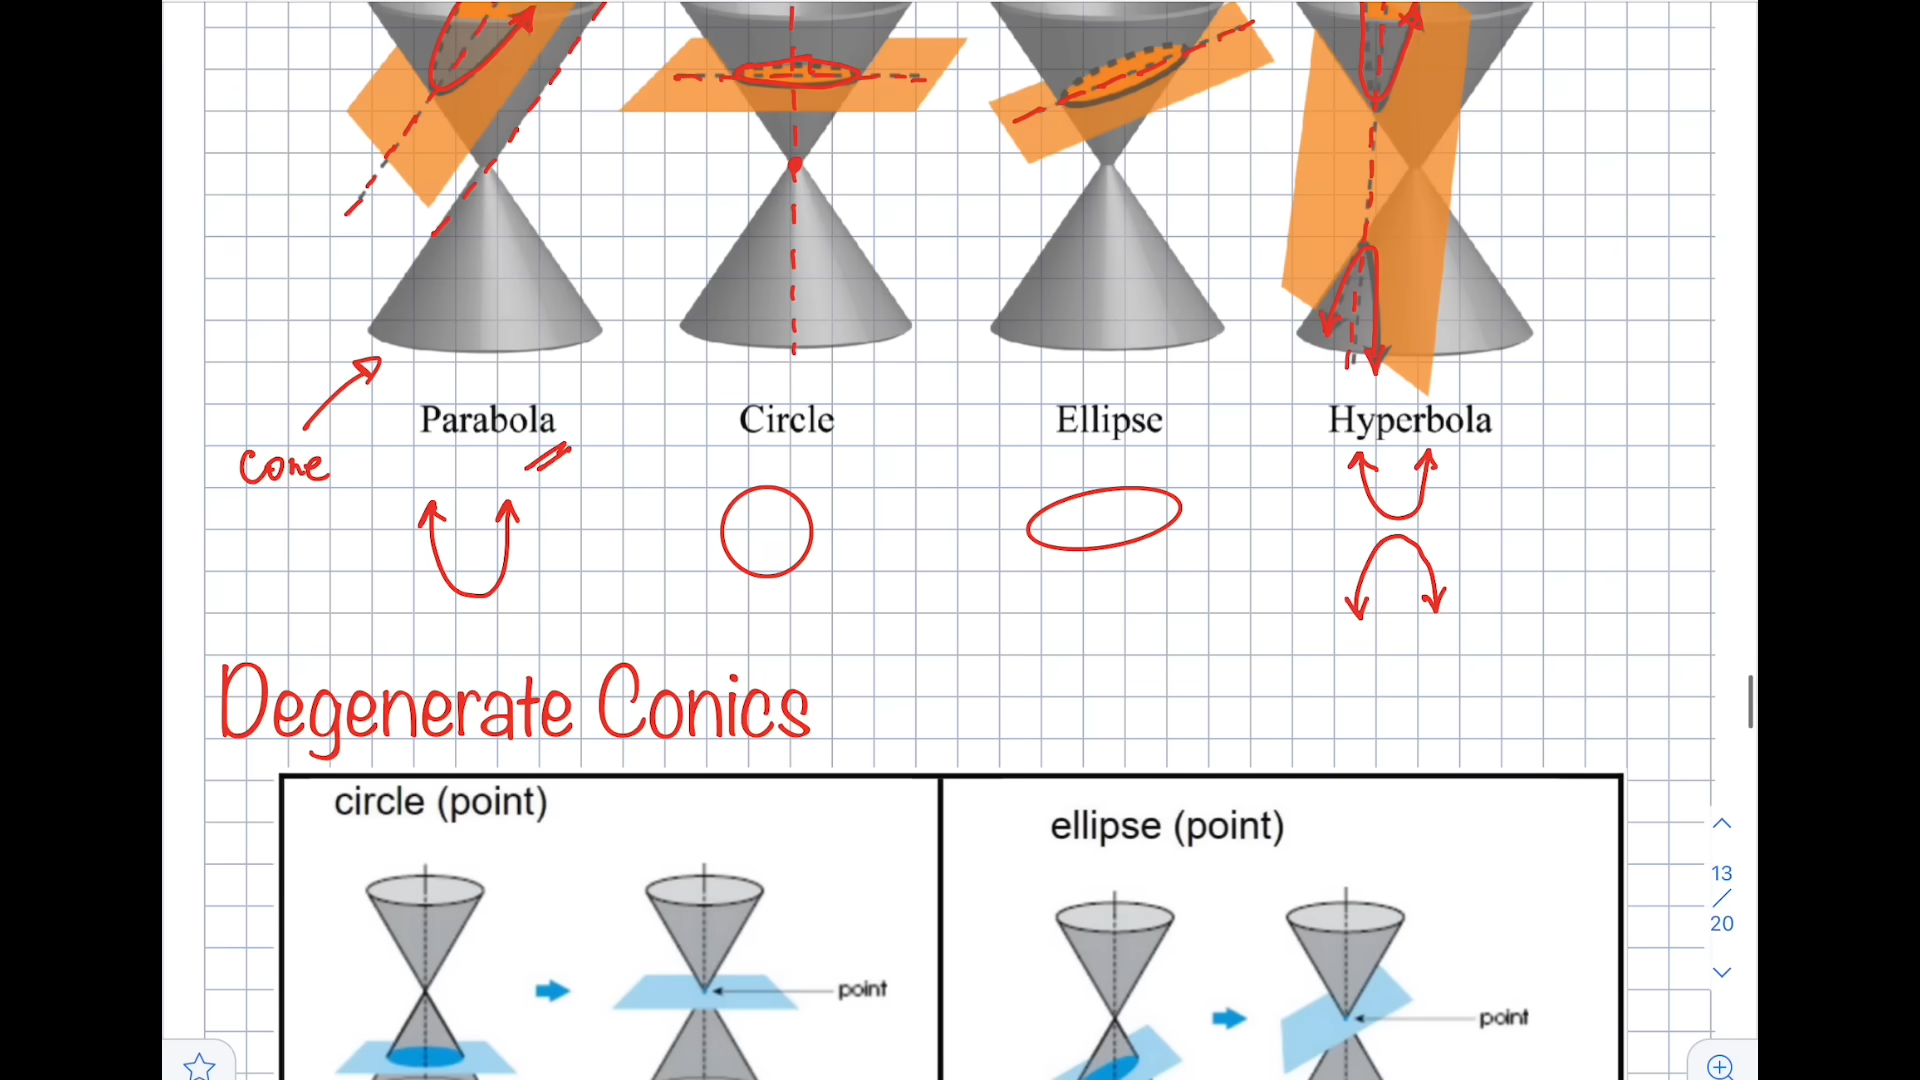 Parabola
Circle
Ellipse
Hyperbola
Cone
Degenerate Conics
circle (point)
ellipse (point)
point
point
13
/
20